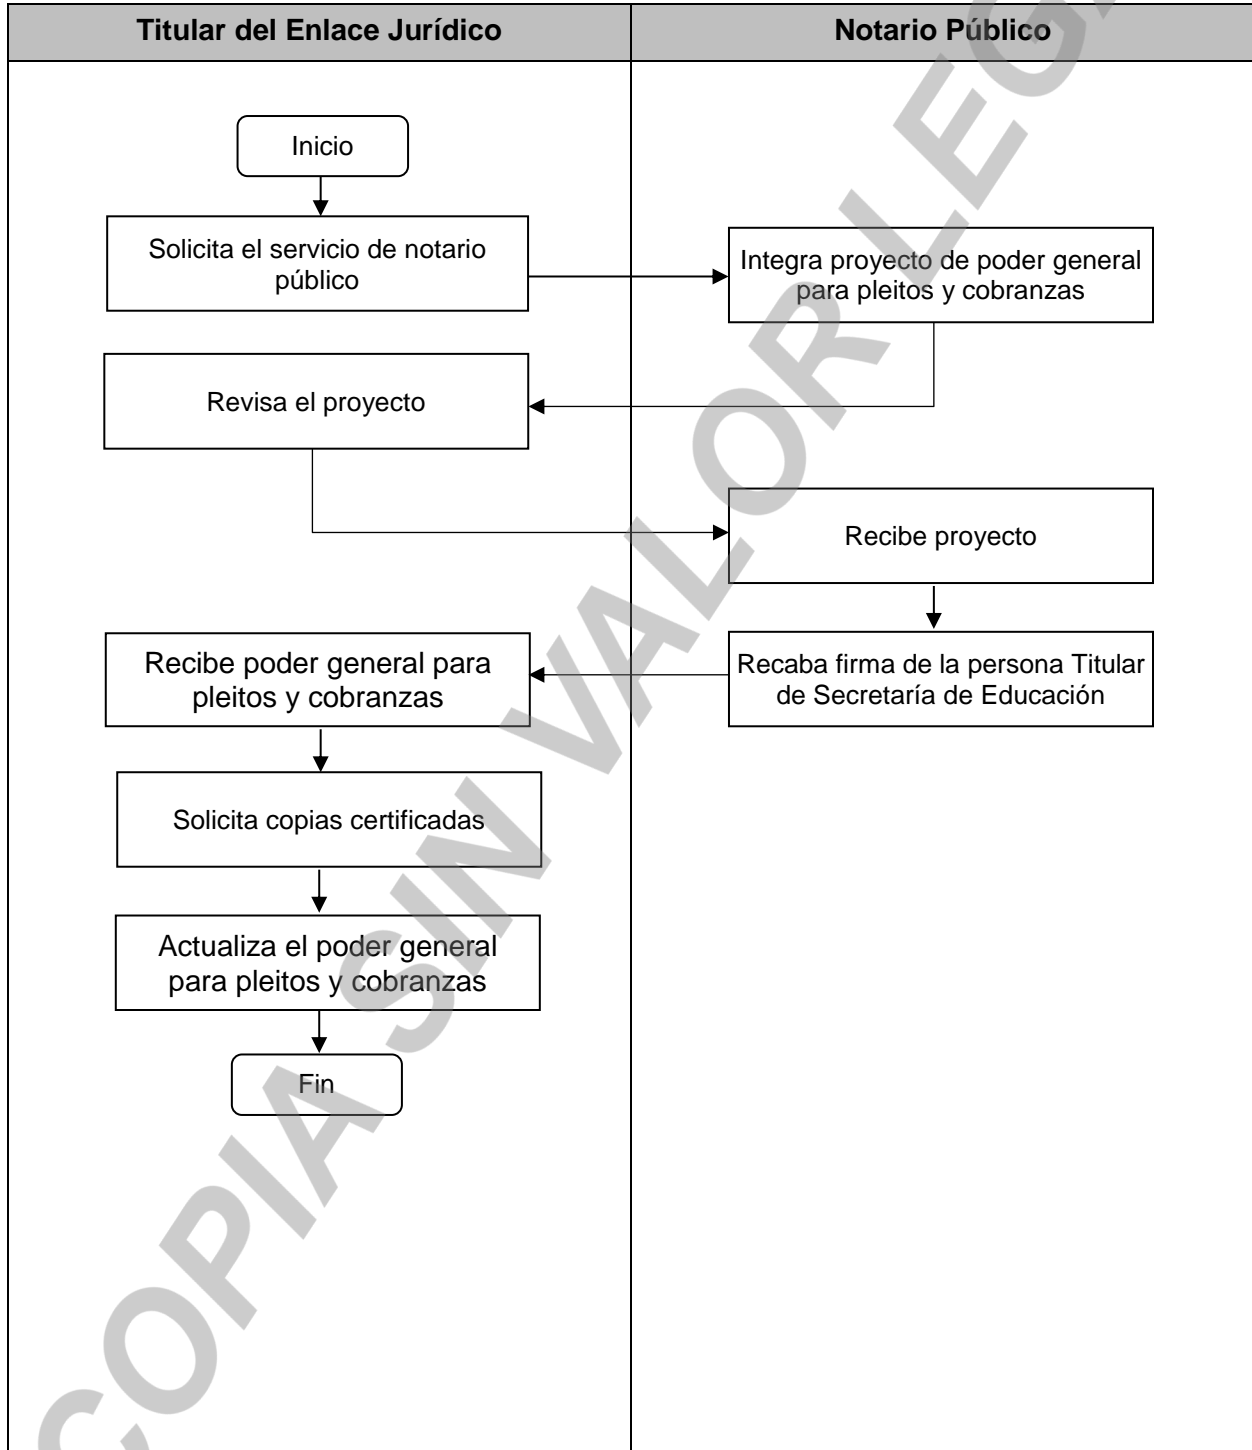 Titular del Enlace Jurídico
Notario Público
Inicio
Solicita el servicio de notario
público
Integra proyecto de poder general
para pleitos y cobranzas
Revisa el proyecto
Recibe proyecto
Recaba firma de la persona Titular
de Secretaría de Educación
Recibe poder general para
pleitos y cobranzas
Solicita copias certificadas
Actualiza el poder general
para pleitos y cobranzas
Fin
COPIA SIN VALOR LEGA